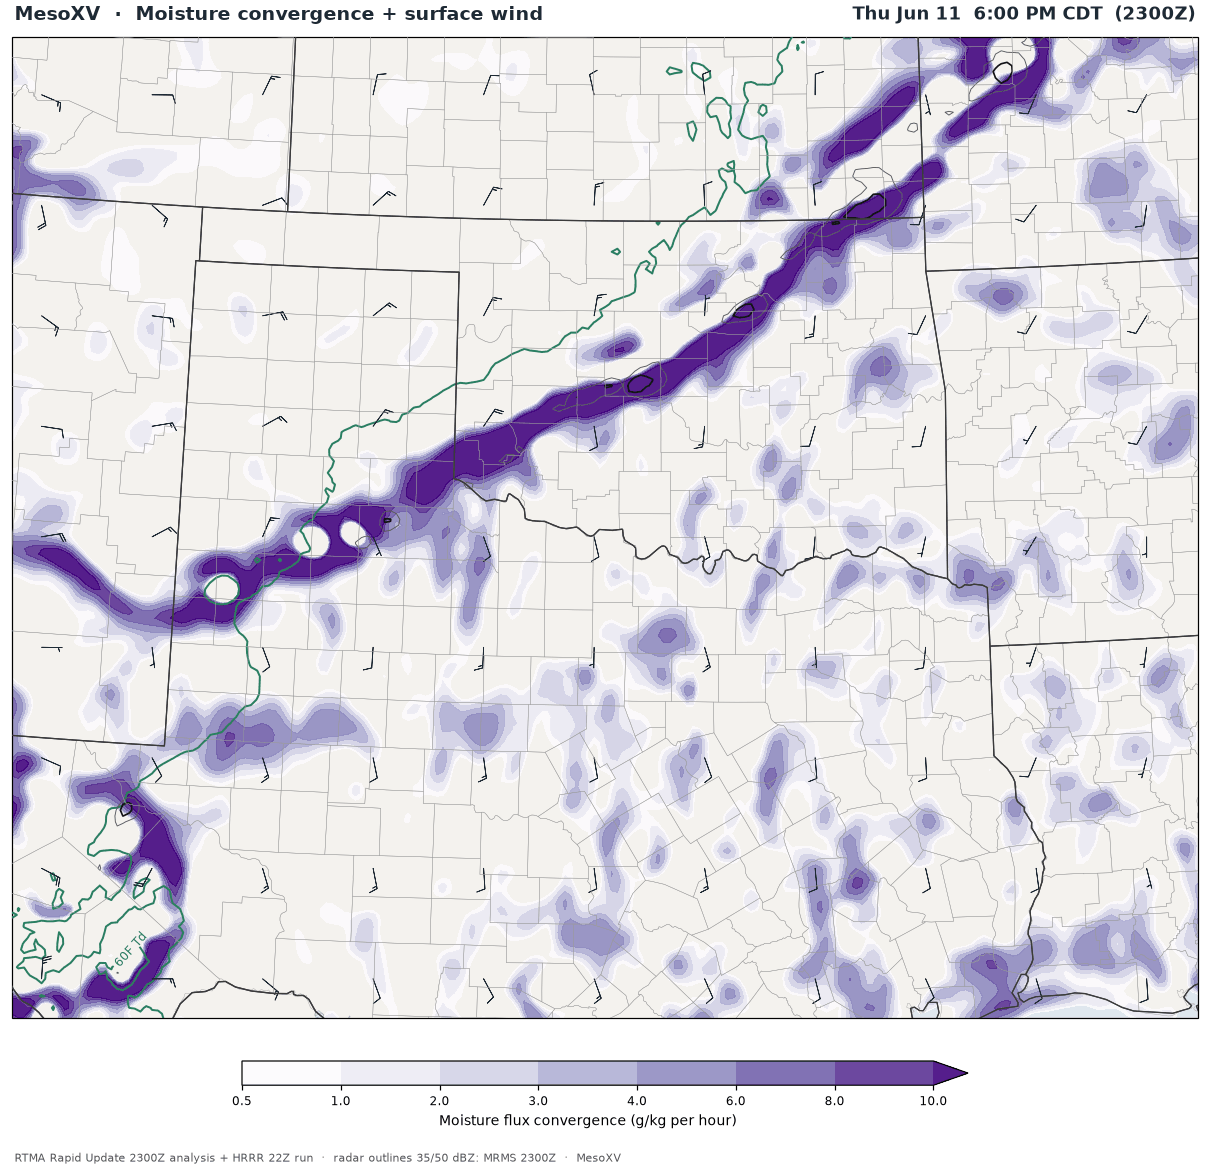 MesoXV · Moisture convergence + surface wind
Thu Jun 11 6:00 PM CDT (2300Z)
60F Td
0.5 1.0 2.0 3.0 4.0 6.0 8.0 10.0
Moisture flux convergence (g/kg per hour)
RTMA Rapid Update 2300Z analysis + HRRR 22Z run · radar outlines 35/50 dBZ: MRMS 2300Z · MesoXV